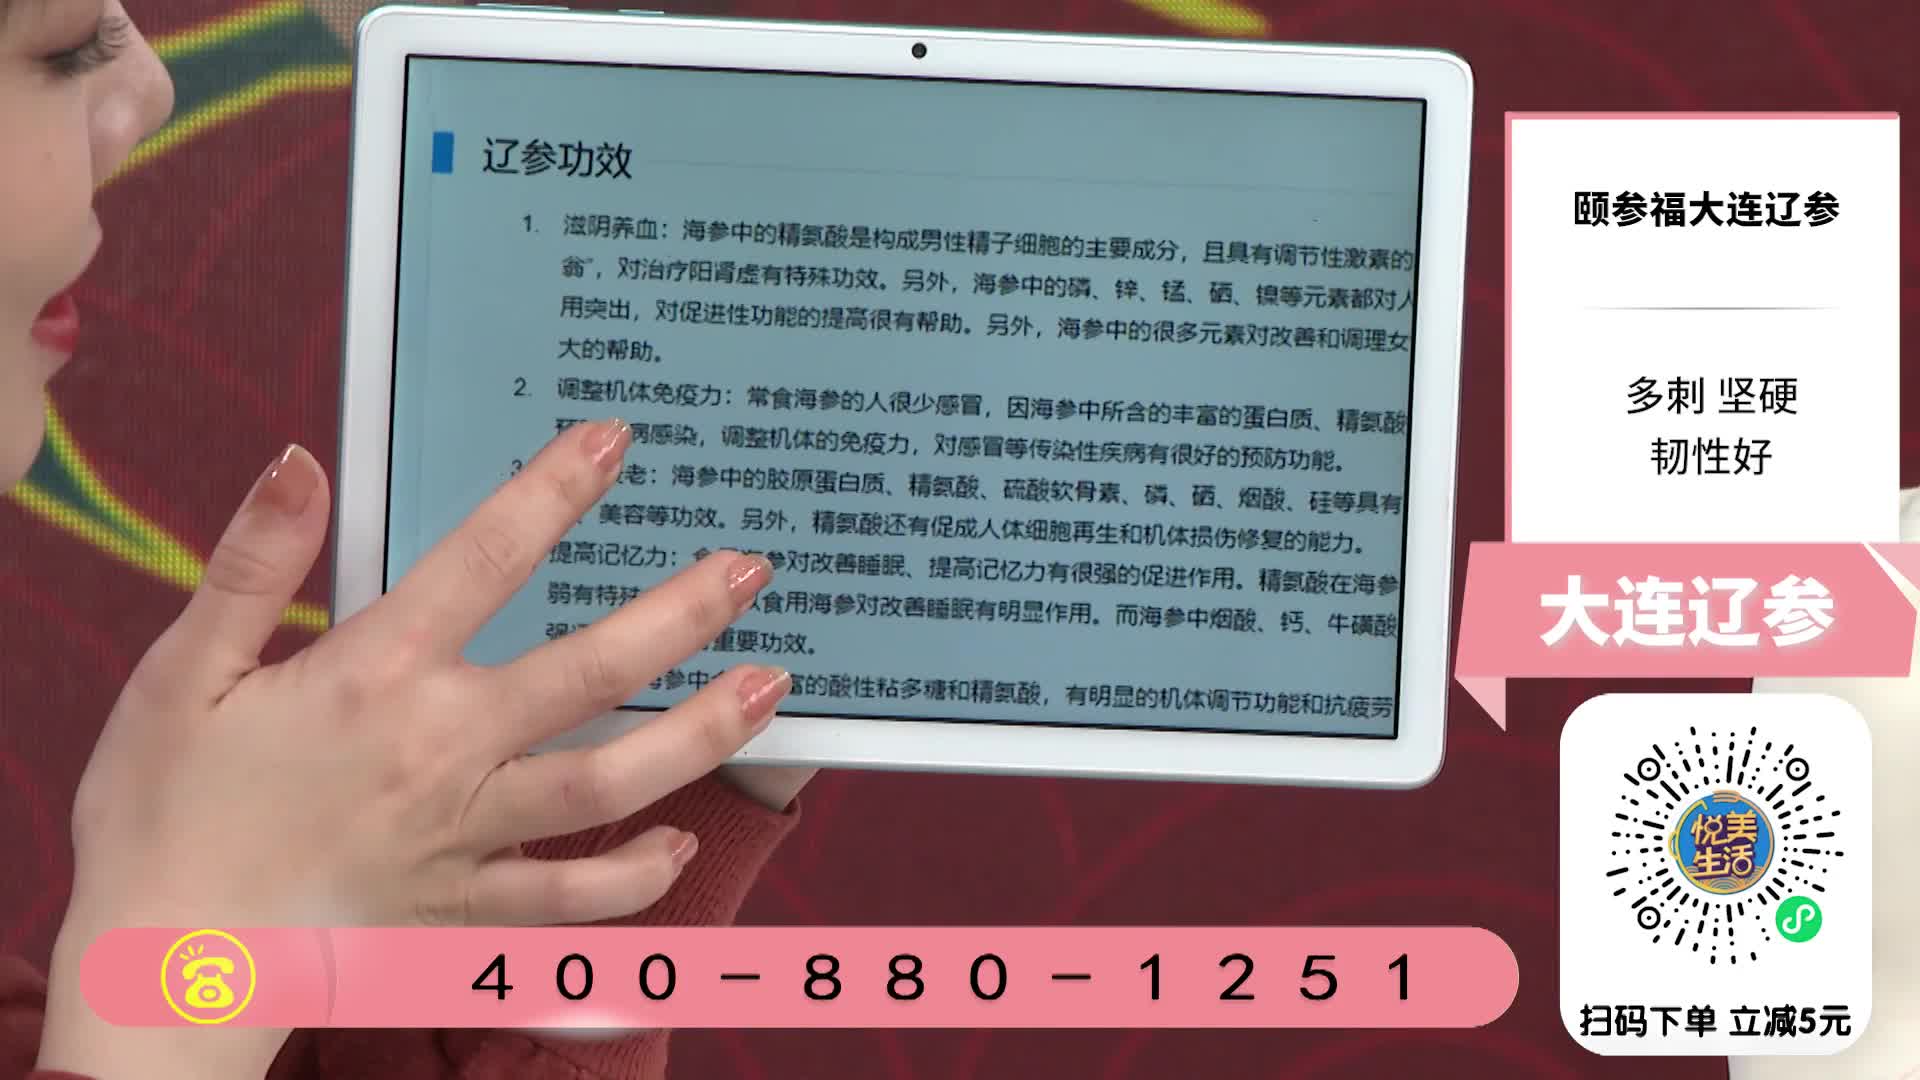 辽参功效
1. 滋阴养血：海参中的精氨酸是构成男性精子细胞的主要成分，且具有调节性激素的
翁”，对治疗阳肾虚有特殊功效。另外，海参中的磷、锌、锰、硒、镍等元素都对人
用突出，对促进性功能的提高很有帮助。另外，海参中的很多元素对改善和调理女
大的帮助。
2. 调整机体免疫力：常食海参的人很少感冒，因海参中所含的丰富的蛋白质、精氨酸
病感染，调整机体的免疫力，对感冒等传染性疾病有很好的预防功能。
老：海参中的胶原蛋白质、精氨酸、硫酸软骨素、磷、硒、烟酸、硅等具有
美容等功效。另外，精氨酸还有促成人体细胞再生和机体损伤修复的能力。
提高记忆力：食用海参对改善睡眠、提高记忆力有很强的促进作用。精氨酸在海参
弱有特殊 食用海参对改善睡眠有明显作用。而海参中烟酸、钙、牛磺酸
重要功效。
海参中 富的酸性粘多糖和精氨酸，有明显的机体调节功能和抗疲劳
颐参福大连辽参
多刺 坚硬
韧性好
大连辽参
悦美
生活
扫码下单 立减5元
400-880-1251